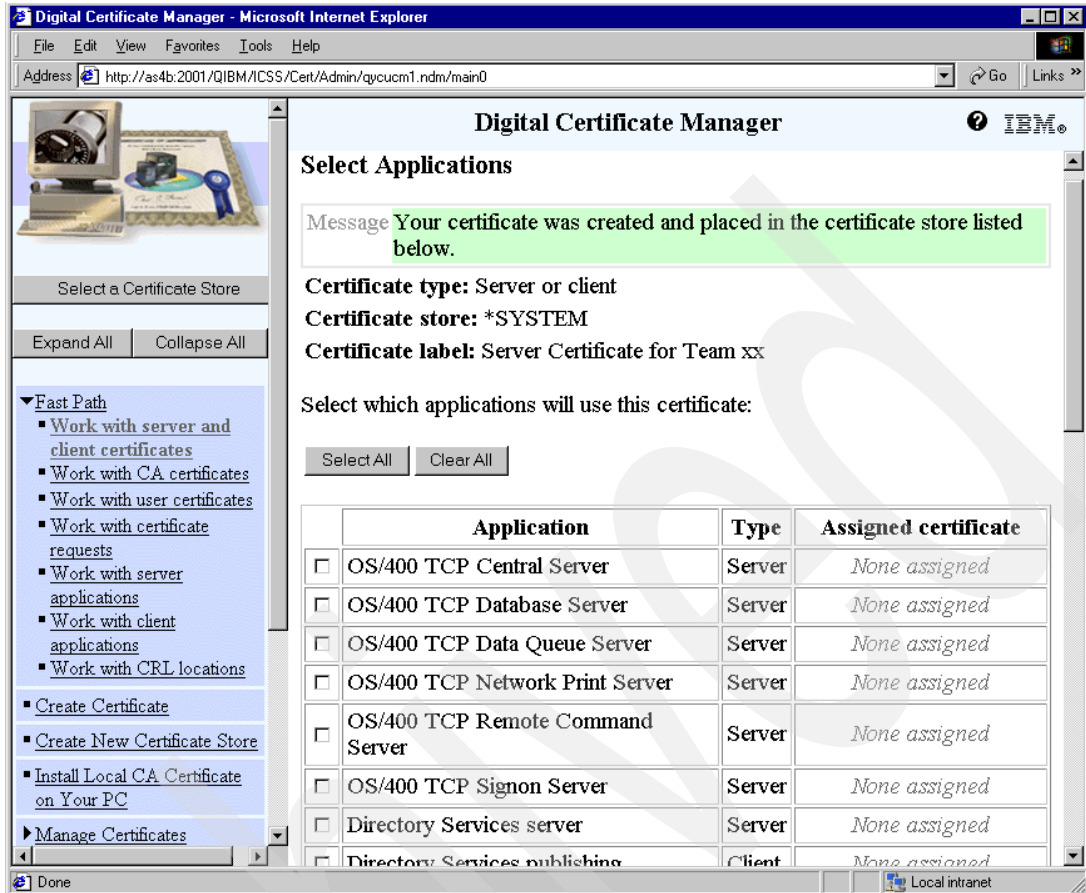 Digital Certificate Manager - Microsoft Internet Explorer
File Edit View Favorites Tools Help
Address http://as4b:2001/QIBM/ICSS/Cert/Admin/qycucm1.ndm/main0 Go Links »
Select a Certificate Store
Expand All Collapse All
Fast Path
Work with server and
client certificates
Work with CA certificates
Work with user certificates
Work with certificate
requests
Work with server
applications
Work with client
applications
Work with CRL locations
Create Certificate
Create New Certificate Store
Install Local CA Certificate
on Your PC
Manage Certificates
Digital Certificate Manager
IBM®
Select Applications
Message Your certificate was created and placed in the certificate store listed
below.
Certificate type: Server or client
Certificate store: *SYSTEM
Certificate label: Server Certificate for Team xx
Select which applications will use this certificate:
Select All Clear All
Application Type Assigned certificate
OS/400 TCP Central Server Server None assigned
OS/400 TCP Database Server Server None assigned
OS/400 TCP Data Queue Server Server None assigned
OS/400 TCP Network Print Server Server None assigned
OS/400 TCP Remote Command
Server Server None assigned
OS/400 TCP Signon Server Server None assigned
Directory Services server Server None assigned
Directory Services publishing Client None assigned
Done Local intranet